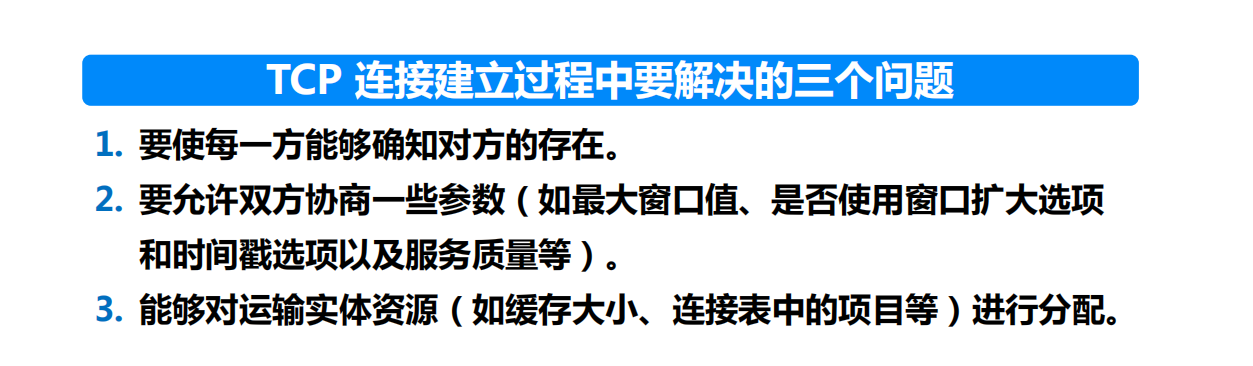 TCP 连接建立过程中要解决的三个问题
1. 要使每一方能够确知对方的存在。
2. 要允许双方协商一些参数（如最大窗口值、是否使用窗口扩大选项
和时间戳选项以及服务质量等）。
3. 能够对运输实体资源（如缓存大小、连接表中的项目等）进行分配。